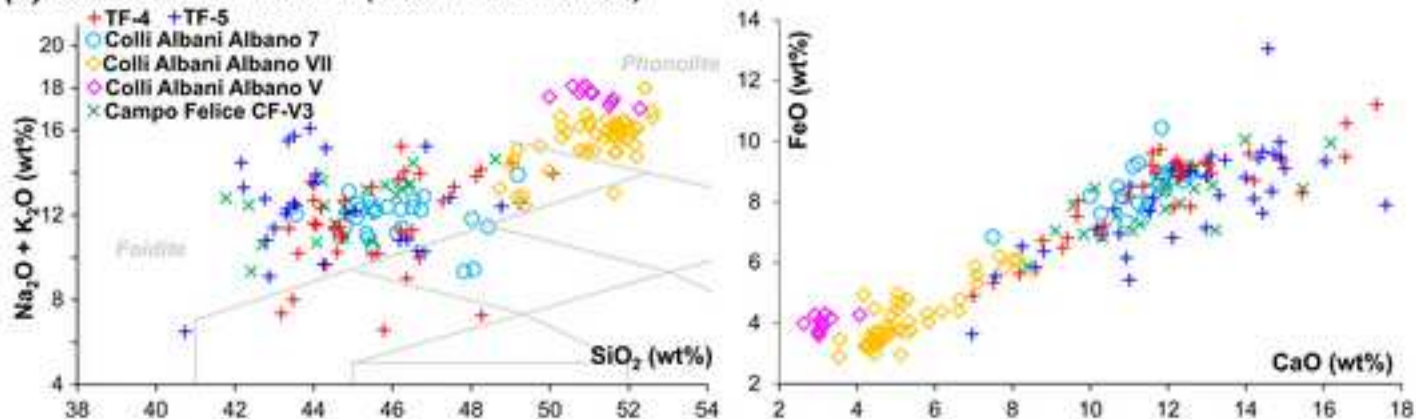 TF-4 TF-5
Colli Albani Albano 7
Colli Albani Albano VII
Colli Albani Albano V
Campo Felice CF-V3
Phonolite
Foidite
Na₂O + K₂O (wt%)
20
18
16
14
12
10
8
6
4
38 40 42 44 46 48 50 52 54
SiO₂ (wt%)
FeO (wt%)
14
12
10
8
6
4
2
2 4 6 8 10 12 14 16 18
CaO (wt%)